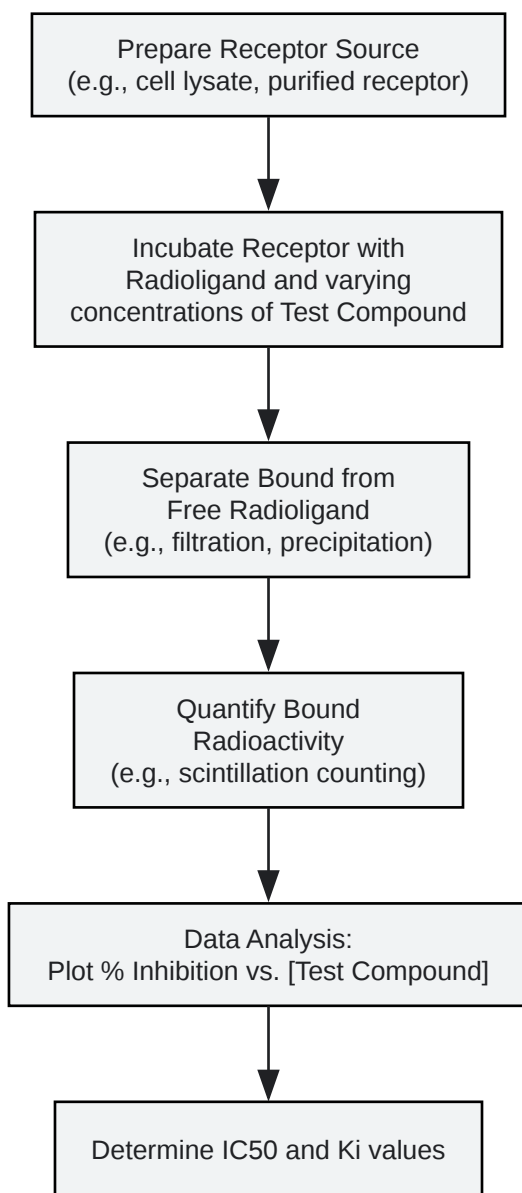 Prepare Receptor Source
(e.g., cell lysate, purified receptor)
Incubate Receptor with
Radioligand and varying
concentrations of Test Compound
Separate Bound from
Free Radioligand
(e.g., filtration, precipitation)
Quantify Bound
Radioactivity
(e.g., scintillation counting)
Data Analysis:
Plot % Inhibition vs. [Test Compound]
Determine IC50 and Ki values